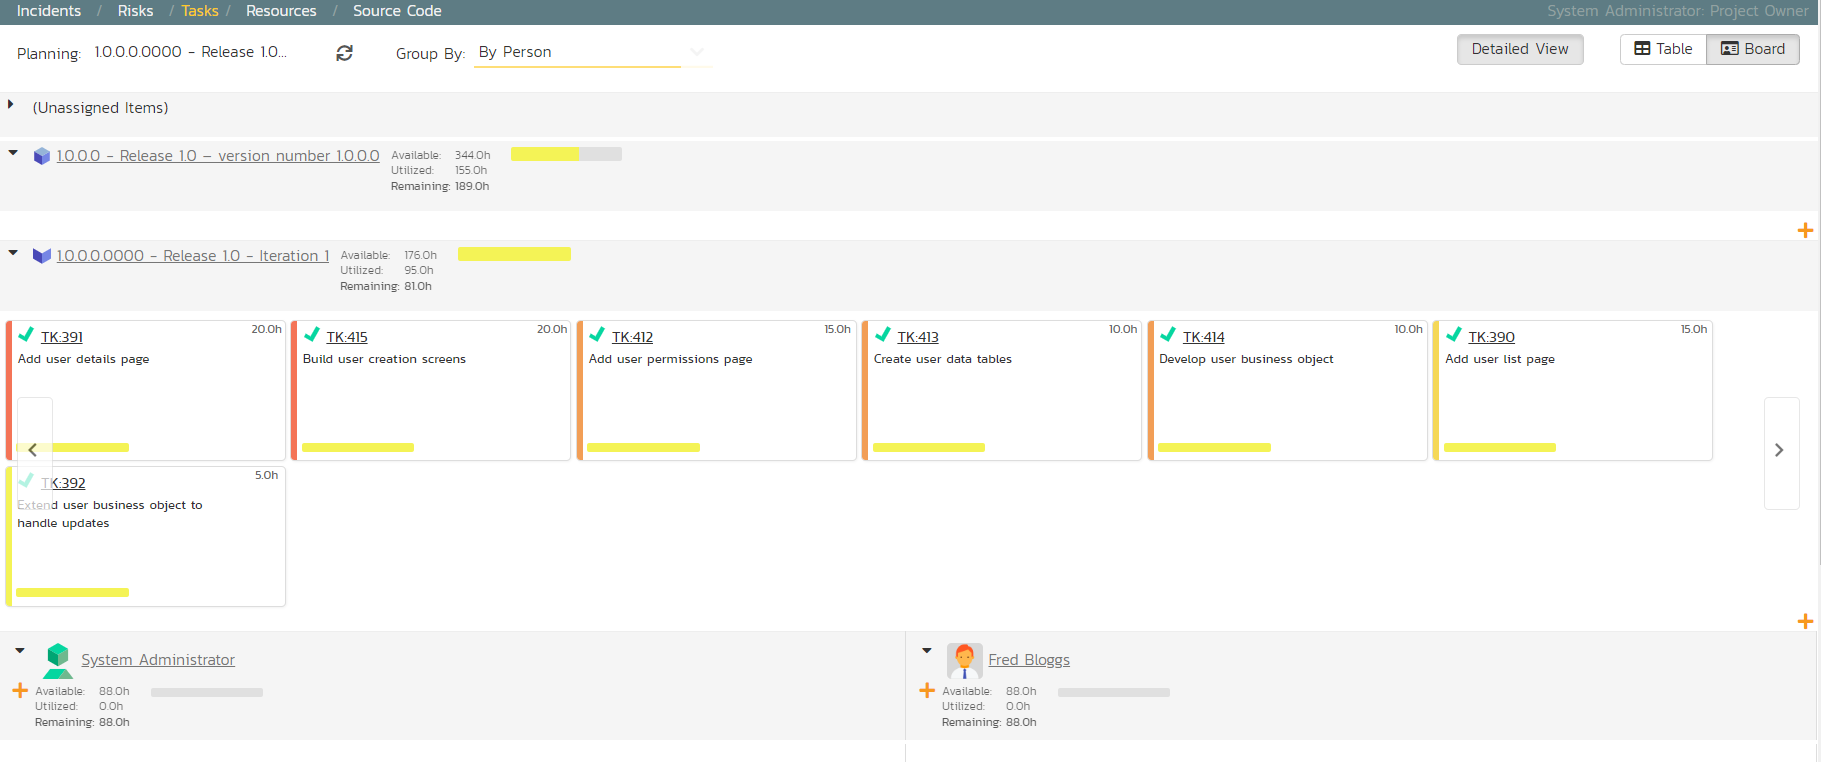 Incidents / Risks / Tasks / Resources / Source Code System Administrator: Project Owner
Planning: 1.0.0.0.0000 - Release 1.0... Group By: By Person Detailed View Table Board
(Unassigned Items)
1.0.0.0 - Release 1.0 – version number 1.0.0.0 Available: 344.0h
Utilized: 155.0h
Remaining: 189.0h
1.0.0.0.0000 - Release 1.0 - Iteration 1 Available: 176.0h
Utilized: 95.0h
Remaining: 81.0h
TK:391 20.0h
Add user details page
TK:415 20.0h
Build user creation screens
TK:412 15.0h
Add user permissions page
TK:413 10.0h
Create user data tables
TK:414 10.0h
Develop user business object
TK:390 15.0h
Add user list page
TK:392 5.0h
Extend user business object to
handle updates
System Administrator
Available: 88.0h
Utilized: 0.0h
Remaining: 88.0h
Fred Bloggs
Available: 88.0h
Utilized: 0.0h
Remaining: 88.0h